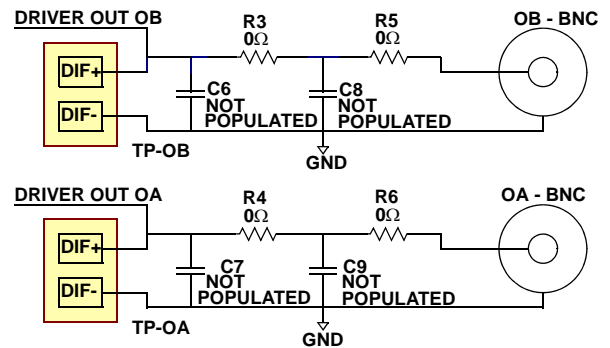 DRIVER OUT OB
R3
0Ω
R5
0Ω
OB - BNC
DIF+
DIF-
C6
NOT
POPULATED
C8
NOT
POPULATED
TP-OB
GND
DRIVER OUT OA
R4
0Ω
R6
0Ω
OA - BNC
DIF+
DIF-
C7
NOT
POPULATED
C9
NOT
POPULATED
TP-OA
GND